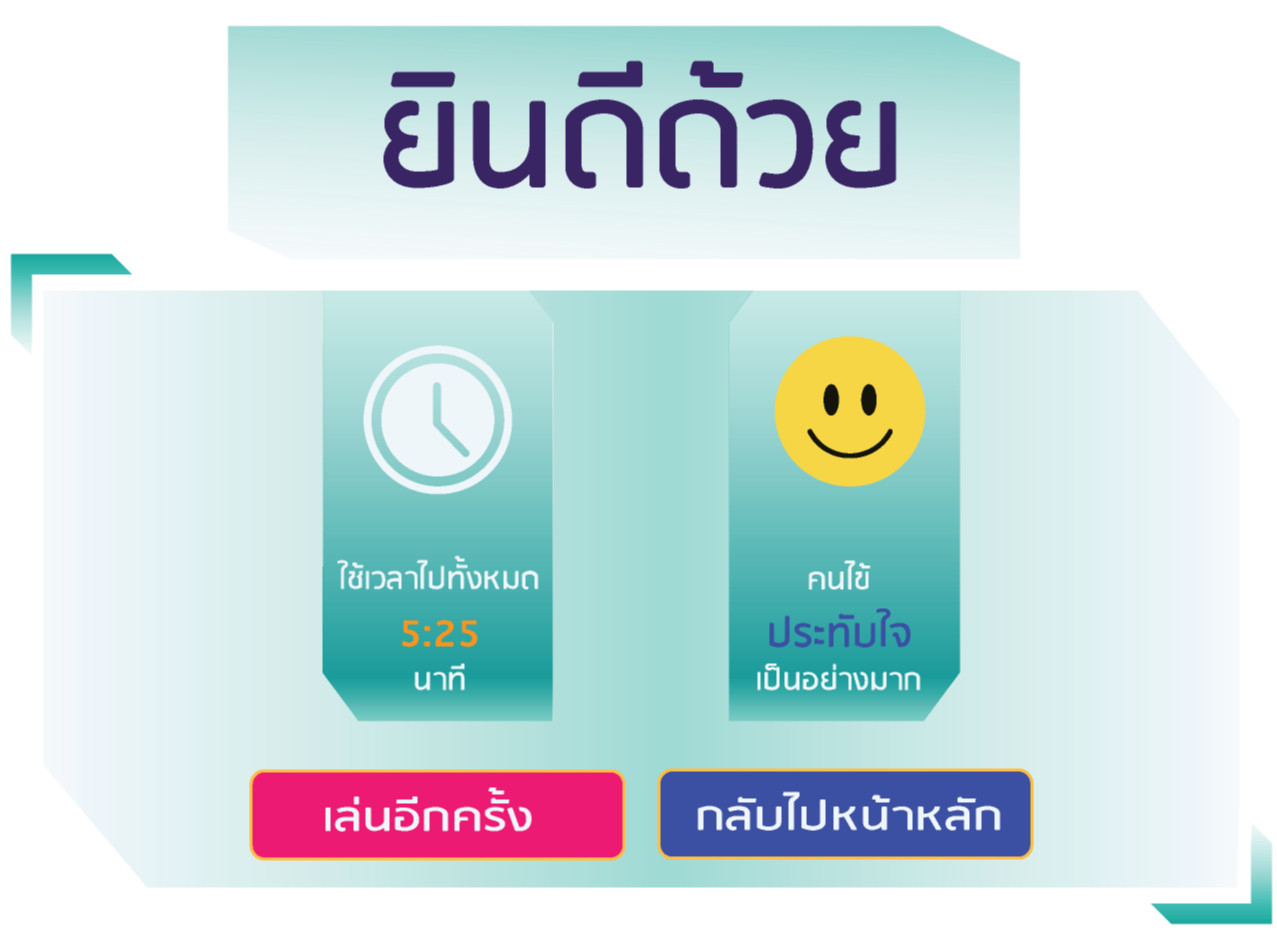 ยินดีด้วย
ใช้เวลาไปทั้งหมด
5:25
นาที
คนไข้
ประทับใจ
เป็นอย่างมาก
เล่นอีกครั้ง
กลับไปหน้าหลัก